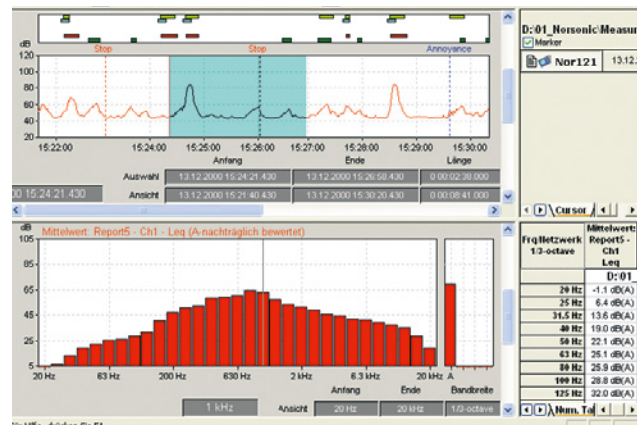 dB
Stop
Stop
Annoyance
120
100
80
60
40
20
15:22:00
15:24:00
15:25:00
15:26:00
15:27:00
15:28:00
15:29:00
15:30:00
Anfang
Ende
Länge
Auswahl
13.12.2000 15:24:21.430
13.12.2000 15:26:58.430
0 00:02:38.000
00 15:24:21.430
Ansicht
13.12.2000 15:21:40.430
13.12.2000 15:30:20.430
0 00:08:41.000
D:\01_Norsonic\Measur
Marker
Nor121
13.12.
Cursor
dB
Mittelwert: Report5 - Ch1 - Leq (A-nachträglich bewertet)
105
85
65
45
25
5
20 Hz
63 Hz
200 Hz
630 Hz
2 kHz
6.3 kHz
20 kHz
A
Anfang
Ende
Bandbreite
1 kHz
Ansicht
20 Hz
20 kHz
1/3-octave
Frq/Netzwerk
1/3-octave
Mittelwert:
Report5 -
Ch1
Leq
D:\01_
20 Hz
-1.1 dB(A)
25 Hz
6.4 dB(A)
31.5 Hz
13.6 dB(A)
40 Hz
19.0 dB(A)
50 Hz
22.1 dB(A)
63 Hz
25.1 dB(A)
80 Hz
25.9 dB(A)
100 Hz
28.8 dB(A)
125 Hz
32.0 dB(A)
Num. Tal